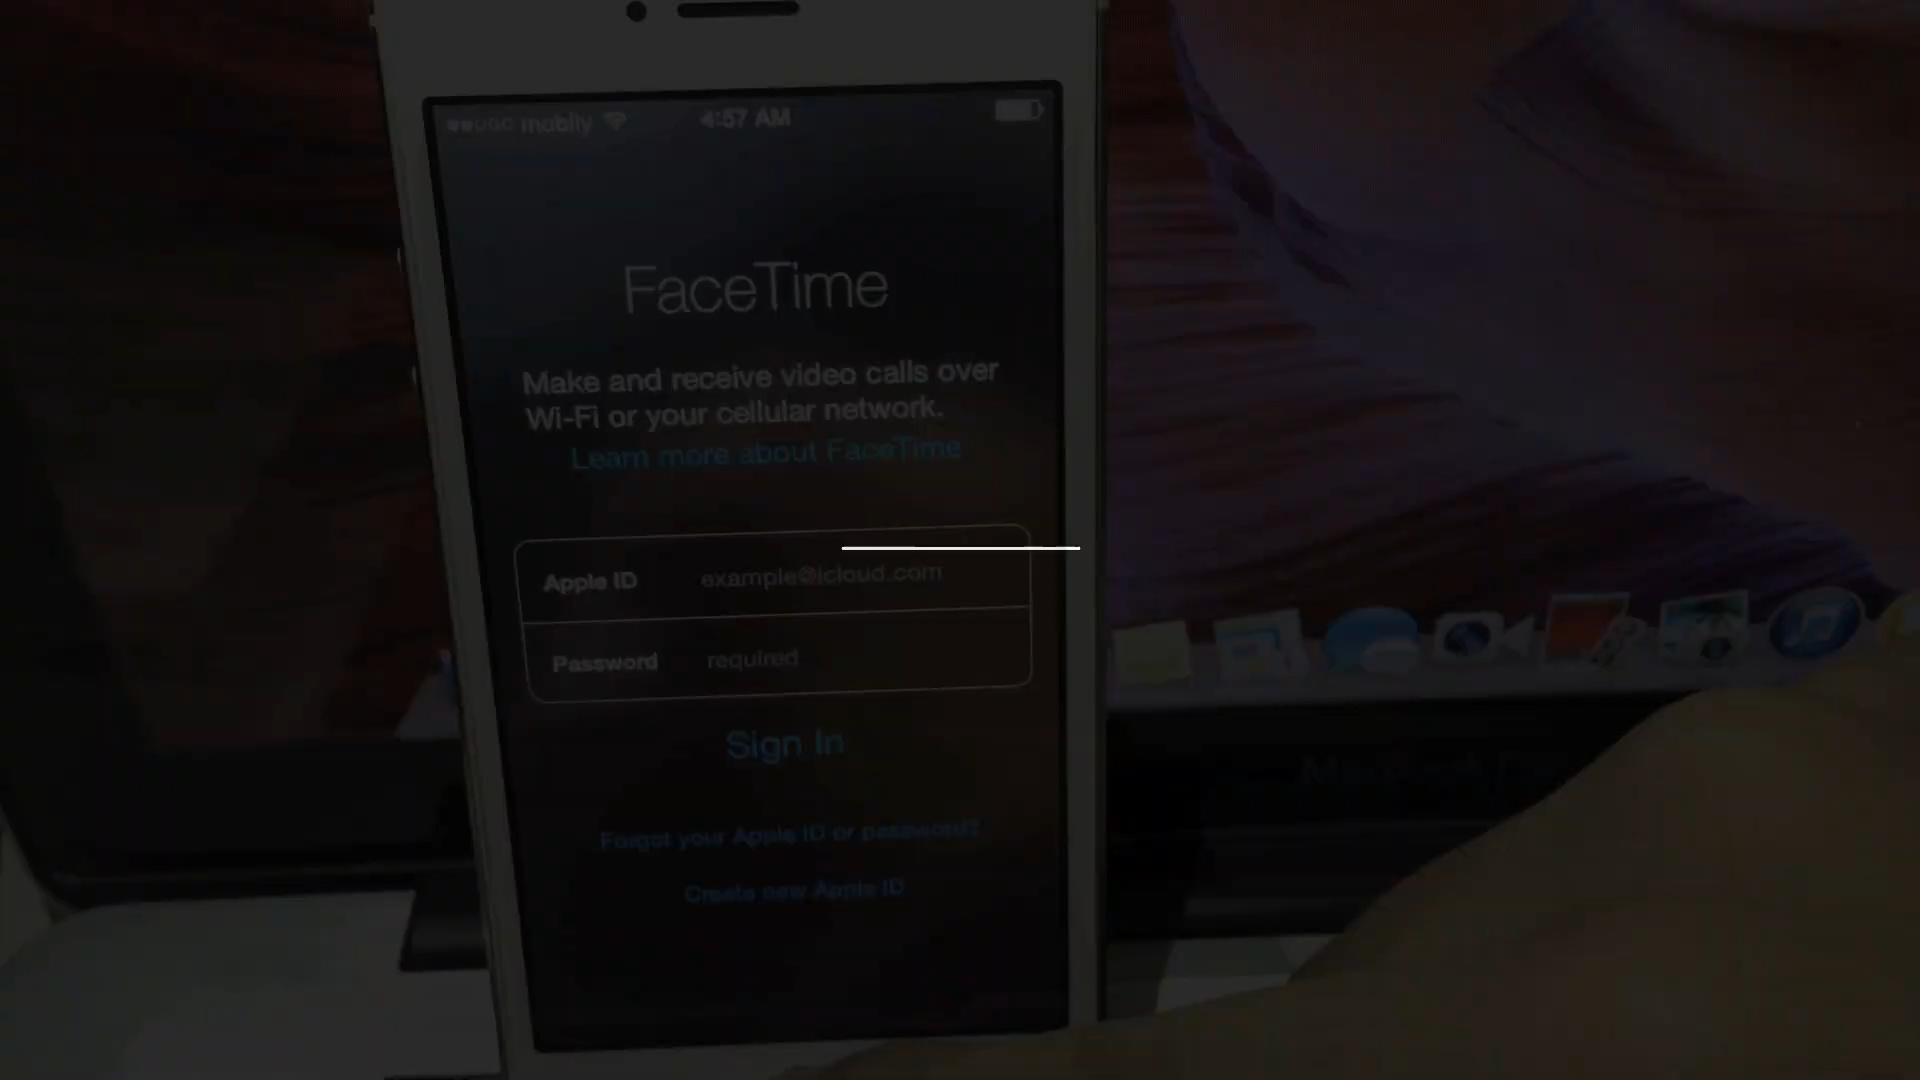 mobily 4:57 AM
FaceTime
Make and receive video calls over
Wi-Fi or your cellular network.
Learn more about FaceTime
Apple ID example@icloud.com
Password required
Sign In
Forgot your Apple ID or password?
Create new Apple ID